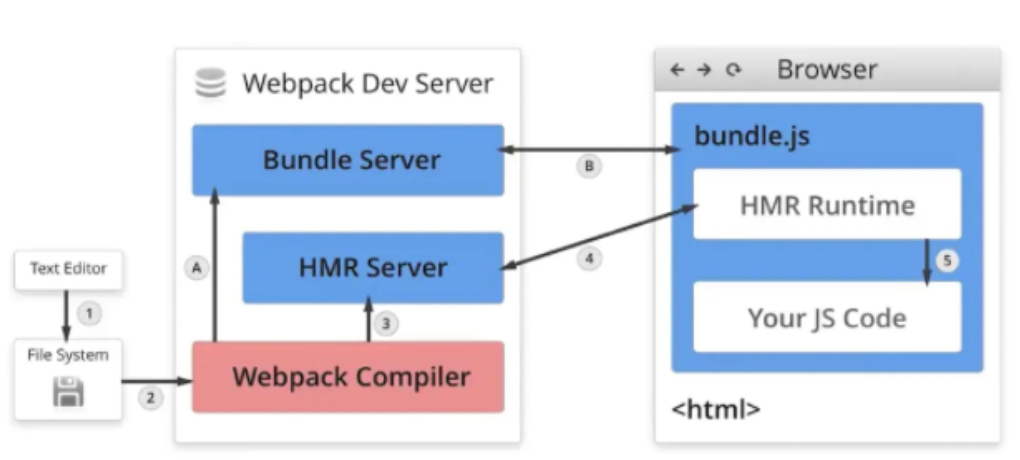 Webpack Dev Server
Bundle Server
A
HMR Server
3
Webpack Compiler
Text Editor
1
File System
2
B
4
Browser
bundle.js
HMR Runtime
5
Your JS Code
<html>